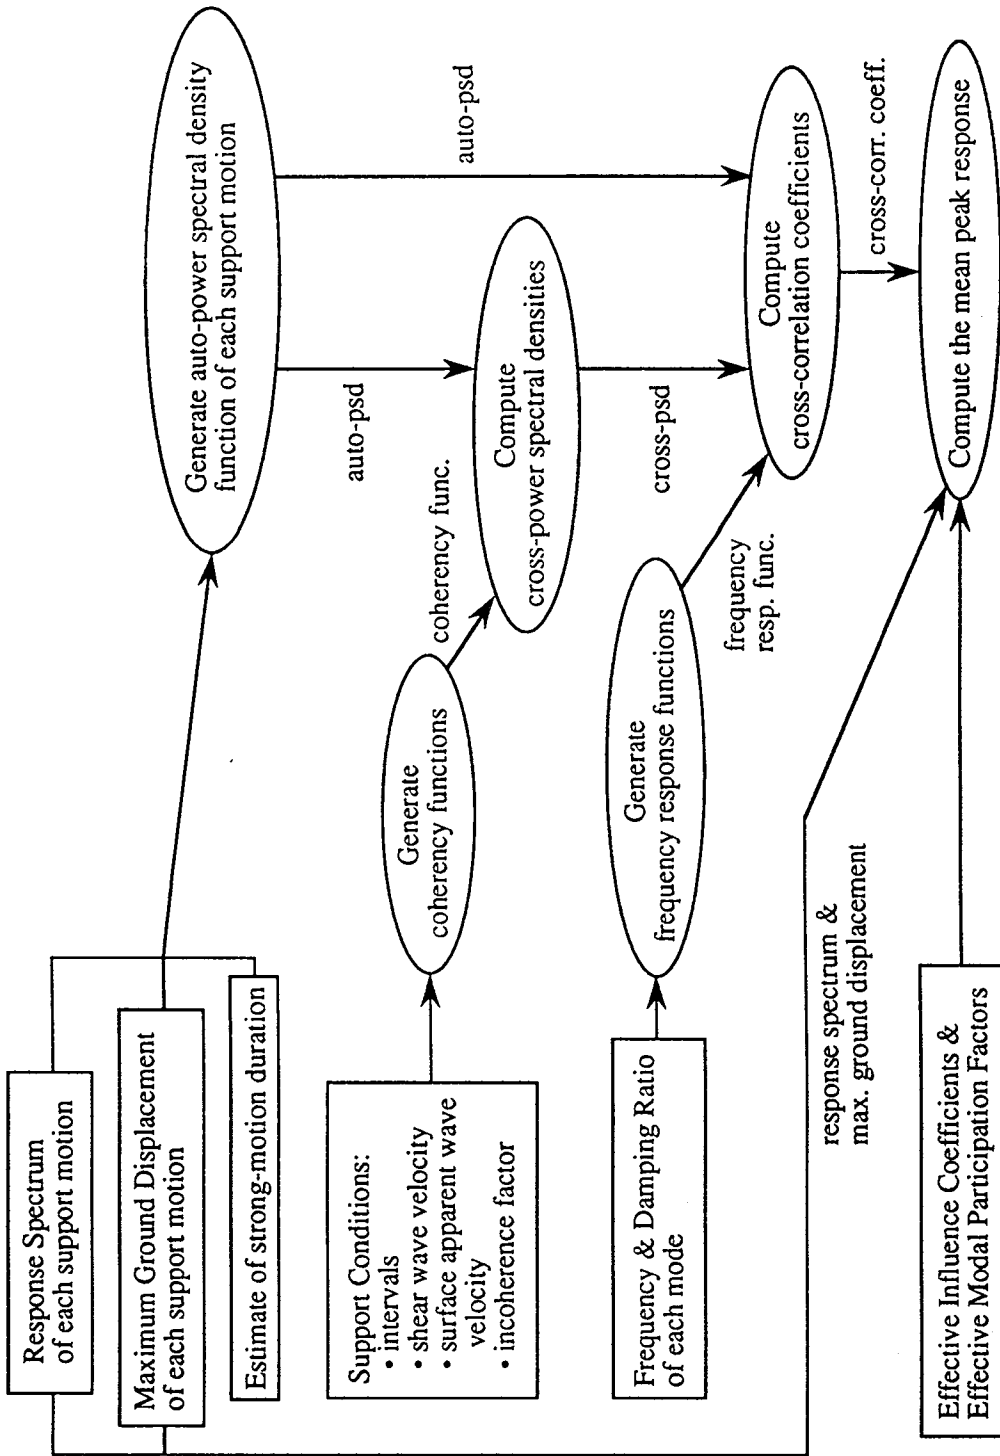 Response Spectrum
of each support motion
Maximum Ground Displacement
of each support motion
Estimate of strong-motion duration
Generate auto-power spectral density
function of each support motion
auto-psd
auto-psd
Support Conditions:
• intervals
• shear wave velocity
• surface apparent wave
velocity
• incoherence factor
Generate
coherency functions
coherency func.
Compute
cross-power spectral densities
cross-psd
Frequency & Damping Ratio
of each mode
Generate
frequency response functions
frequency
resp. func.
Compute
cross-correlation coefficients
cross-corr. coeff.
response spectrum &
max. ground displacement
Effective Influence Coefficients &
Effective Modal Participation Factors
Compute the mean peak response